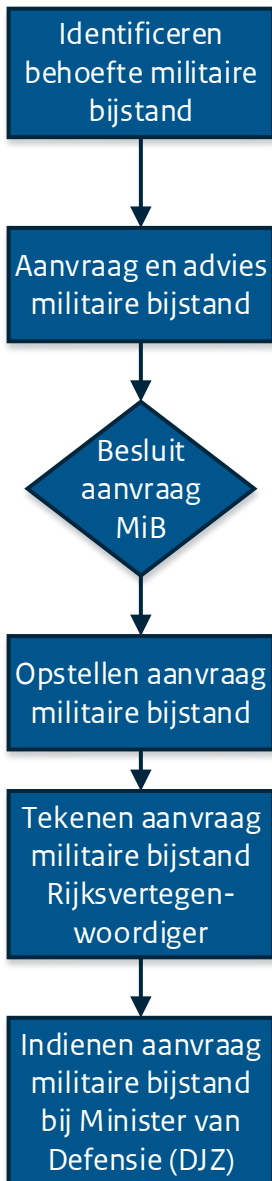 Identificeren
behoefte militaire
bijstand
Aanvraag en advies
militaire bijstand
Besluit
aanvraag
MiB
Opstellen aanvraag
militaire bijstand
Tekenen aanvraag
militaire bijstand
Rijksvertegen-
woordiger
Indienen aanvraag
militaire bijstand
bij Minister van
Defensie (DJZ)